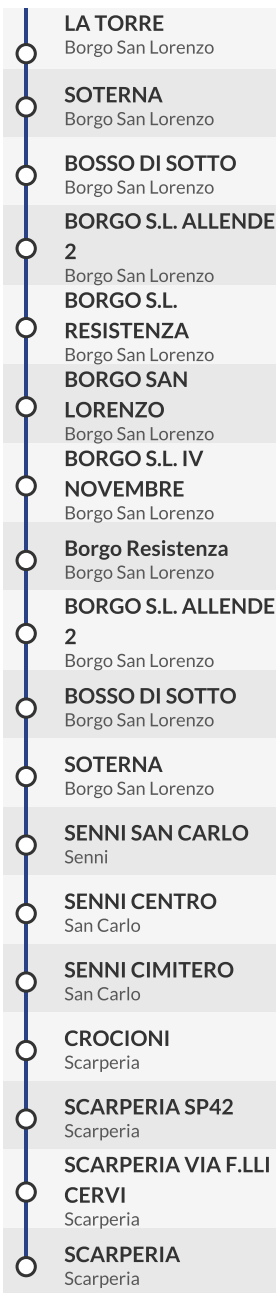 LA TORRE
Borgo San Lorenzo
SOTERNA
Borgo San Lorenzo
BOSSO DI SOTTO
Borgo San Lorenzo
BORGO S.L. ALLENDE
2
Borgo San Lorenzo
BORGO S.L.
RESISTENZA
Borgo San Lorenzo
BORGO SAN
LORENZO
Borgo San Lorenzo
BORGO S.L. IV
NOVEMBRE
Borgo San Lorenzo
Borgo Resistenza
Borgo San Lorenzo
BORGO S.L. ALLENDE
2
Borgo San Lorenzo
BOSSO DI SOTTO
Borgo San Lorenzo
SOTERNA
Borgo San Lorenzo
SENNI SAN CARLO
Senni
SENNI CENTRO
San Carlo
SENNI CIMITERO
San Carlo
CROCIONI
Scarperia
SCARPERIA SP42
Scarperia
SCARPERIA VIA F.LLI
CERVI
Scarperia
SCARPERIA
Scarperia